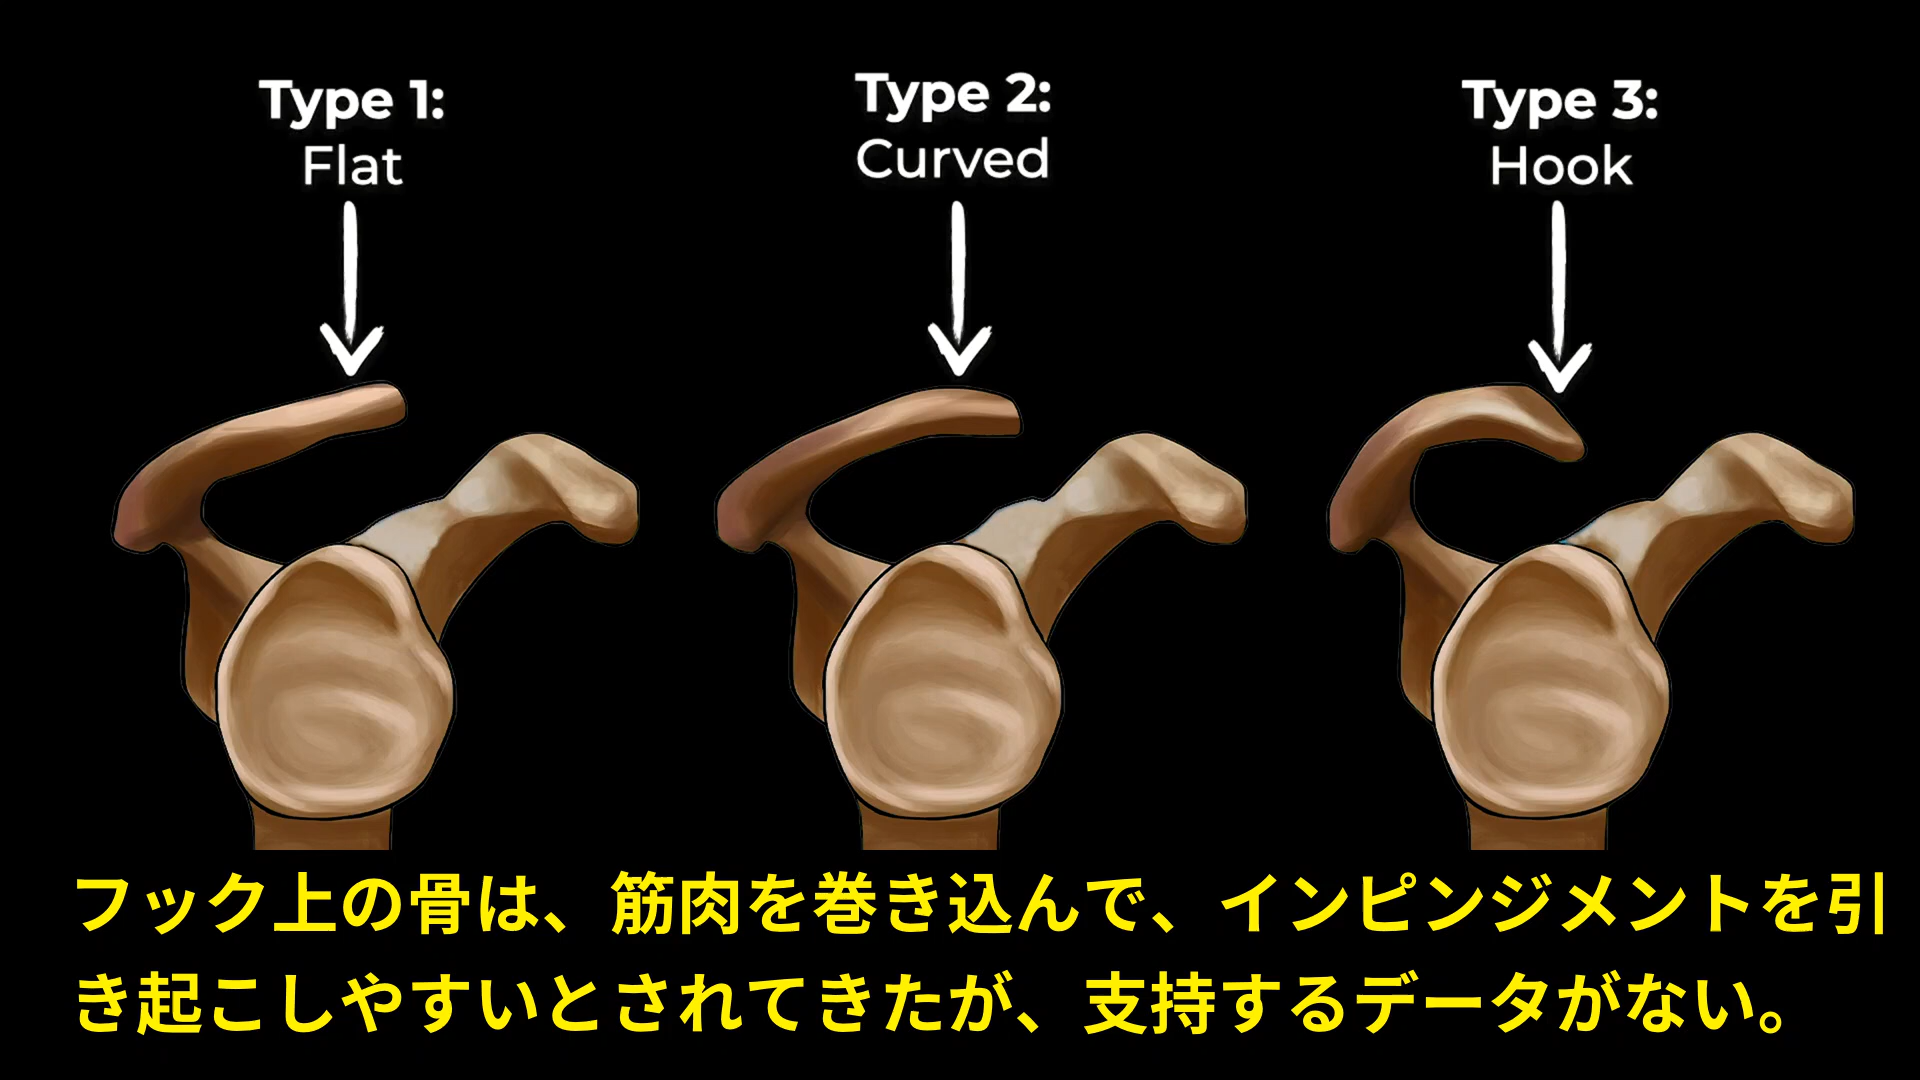 Type 1:
Flat
Type 2:
Curved
Type 3:
Hook
フック上の骨は、筋肉を巻き込んで、インピンジメントを引
き起こしやすいとされてきたが、支持するデータがない。